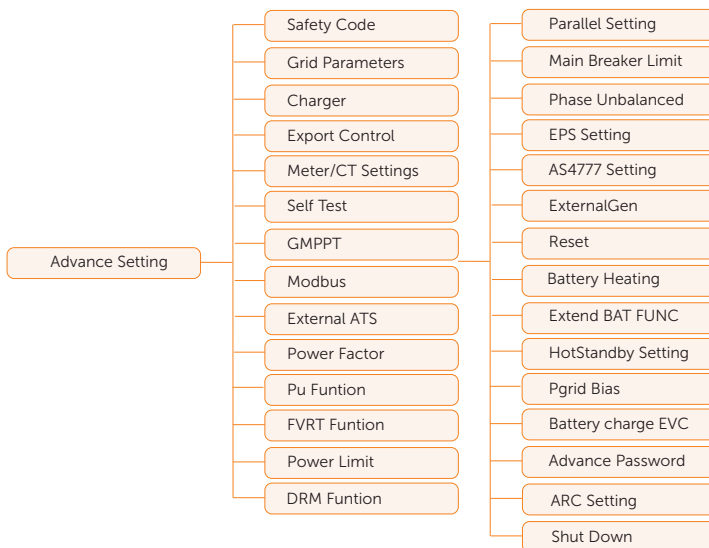 Advance Setting
Safety Code
Grid Parameters
Charger
Export Control
Meter/CT Settings
Self Test
GMPPT
Modbus
External ATS
Power Factor
Pu Funtion
FVRT Funtion
Power Limit
DRM Funtion
Parallel Setting
Main Breaker Limit
Phase Unbalanced
EPS Setting
AS4777 Setting
ExternalGen
Reset
Battery Heating
Extend BAT FUNC
HotStandby Setting
Pgrid Bias
Battery charge EVC
Advance Password
ARC Setting
Shut Down